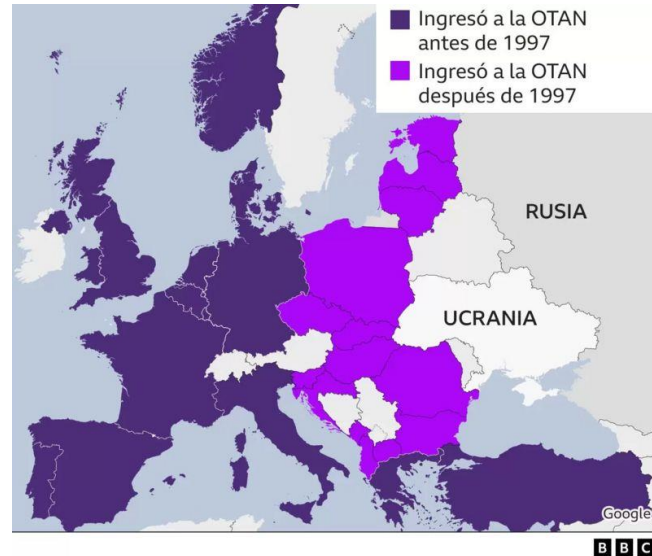 Ingresó a la OTAN
antes de 1997
Ingresó a la OTAN
después de 1997
RUSIA
UCRANIA
Google
BBC